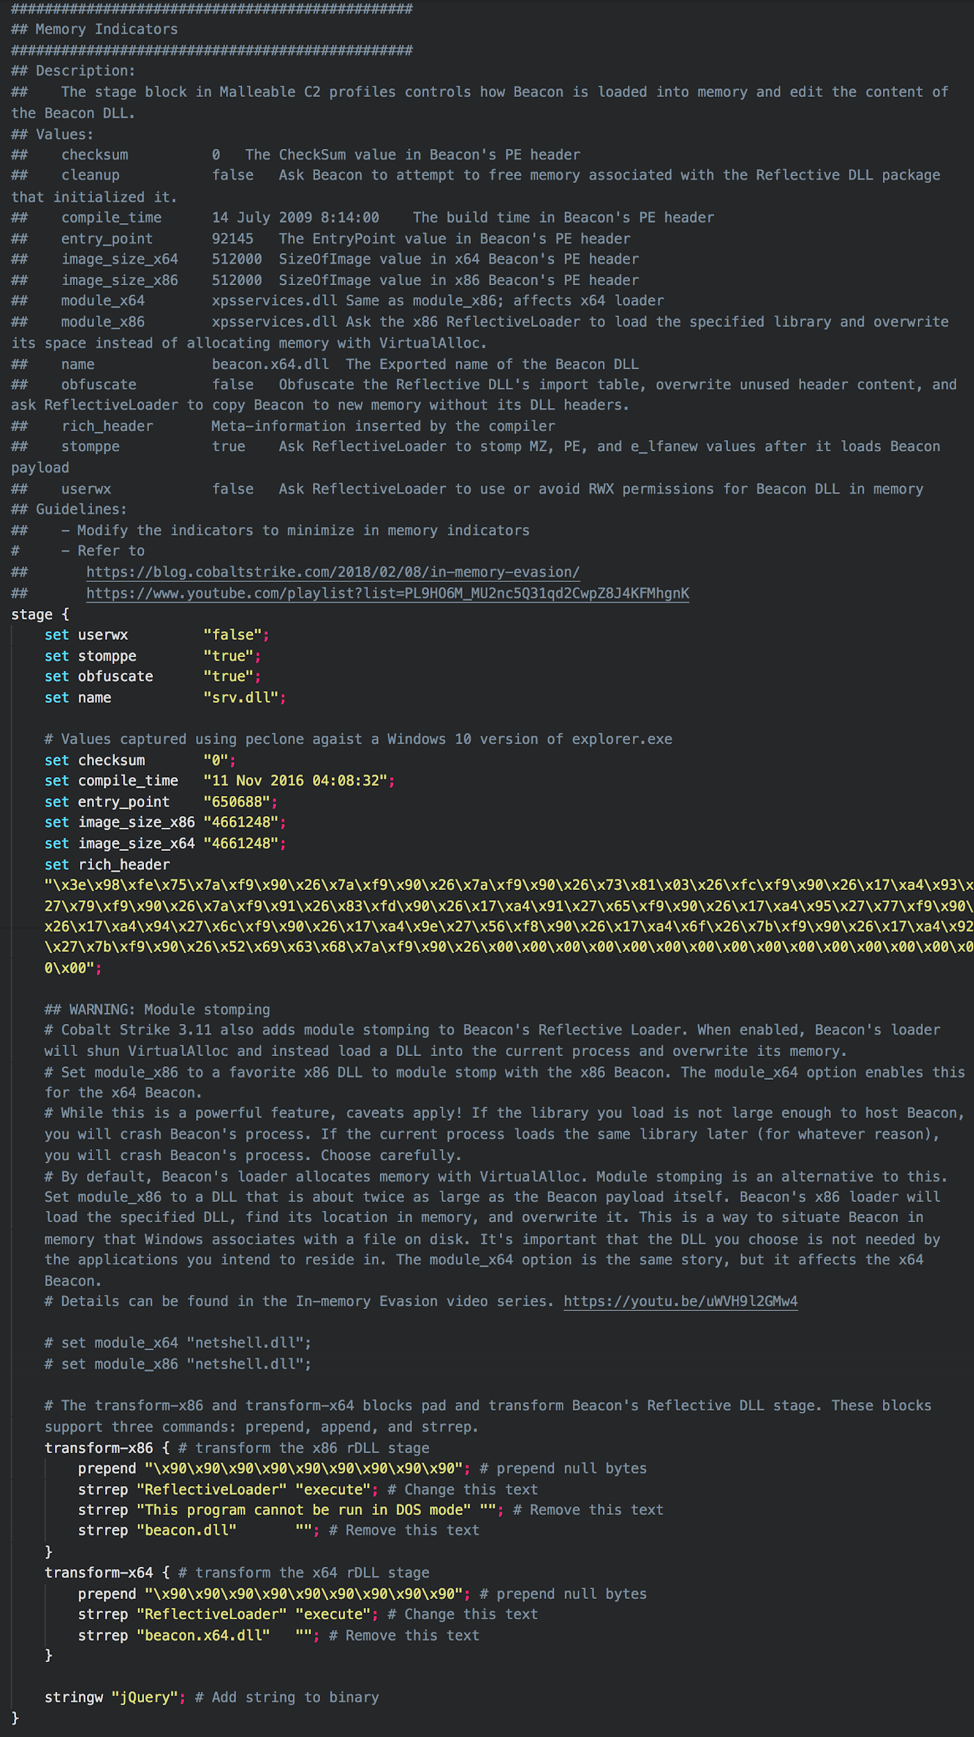 ################################################
## Memory Indicators
################################################
## Description:
##    The stage block in Malleable C2 profiles controls how Beacon is loaded into memory and edit the content of
the Beacon DLL.
## Values:
##    checksum          0   The CheckSum value in Beacon's PE header
##    cleanup           false   Ask Beacon to attempt to free memory associated with the Reflective DLL package
that initialized it.
##    compile_time      14 July 2009 8:14:00    The build time in Beacon's PE header
##    entry_point       92145   The EntryPoint value in Beacon's PE header
##    image_size_x64    512000  SizeOfImage value in x64 Beacon's PE header
##    image_size_x86    512000  SizeOfImage value in x86 Beacon's PE header
##    module_x64        xpsservices.dll Same as module_x86; affects x64 loader
##    module_x86        xpsservices.dll Ask the x86 ReflectiveLoader to load the specified library and overwrite
its space instead of allocating memory with VirtualAlloc.
##    name              beacon.x64.dll  The Exported name of the Beacon DLL
##    obfuscate         false   Obfuscate the Reflective DLL's import table, overwrite unused header content, and
ask ReflectiveLoader to copy Beacon to new memory without its DLL headers.
##    rich_header       Meta-information inserted by the compiler
##    stomppe           true    Ask ReflectiveLoader to stomp MZ, PE, and e_lfanew values after it loads Beacon
payload
##    userwx            false   Ask ReflectiveLoader to use or avoid RWX permissions for Beacon DLL in memory
## Guidelines:
##    - Modify the indicators to minimize in memory indicators
#     - Refer to
##       https://blog.cobaltstrike.com/2018/02/08/in-memory-evasion/
##       https://www.youtube.com/playlist?list=PL9HO6M_MU2nc5Q31qd2CwpZ8J4KFMhgnK
stage {
    set userwx         "false";
    set stomppe        "true";
    set obfuscate      "true";
    set name           "srv.dll";
    # Values captured using peclone agaist a Windows 10 version of explorer.exe
    set checksum       "0";
    set compile_time   "11 Nov 2016 04:08:32";
    set entry_point    "650688";
    set image_size_x86 "4661248";
    set image_size_x64 "4661248";
    set rich_header
    "\x3e\x98\xfe\x75\x7a\xf9\x90\x26\x7a\xf9\x90\x26\x7a\xf9\x90\x26\x73\x81\x03\x26\xfc\xf9\x90\x26\x17\xa4\x93\x
    27\x79\xf9\x90\x26\x7a\xf9\x91\x26\x83\xfd\x90\x26\x17\xa4\x91\x27\x65\xf9\x90\x26\x17\xa4\x95\x27\x77\xf9\x90\
    x26\x17\xa4\x94\x27\x6c\xf9\x90\x26\x17\xa4\x9e\x27\x56\xf8\x90\x26\x17\xa4\x6f\x26\x7b\xf9\x90\x26\x17\xa4\x92
    \x27\x7b\xf9\x90\x26\x52\x69\x63\x68\x7a\xf9\x90\x26\x00\x00\x00\x00\x00\x00\x00\x00\x00\x00\x00\x00\x00\x00\x0
    0\x00";
    ## WARNING: Module stomping
    # Cobalt Strike 3.11 also adds module stomping to Beacon's Reflective Loader. When enabled, Beacon's loader
    will shun VirtualAlloc and instead load a DLL into the current process and overwrite its memory.
    # Set module_x86 to a favorite x86 DLL to module stomp with the x86 Beacon. The module_x64 option enables this
    for the x64 Beacon.
    # While this is a powerful feature, caveats apply! If the library you load is not large enough to host Beacon,
    you will crash Beacon's process. If the current process loads the same library later (for whatever reason),
    you will crash Beacon's process. Choose carefully.
    # By default, Beacon's loader allocates memory with VirtualAlloc. Module stomping is an alternative to this.
    Set module_x86 to a DLL that is about twice as large as the Beacon payload itself. Beacon's x86 loader will
    load the specified DLL, find its location in memory, and overwrite it. This is a way to situate Beacon in
    memory that Windows associates with a file on disk. It's important that the DLL you choose is not needed by
    the applications you intend to reside in. The module_x64 option is the same story, but it affects the x64
    Beacon.
    # Details can be found in the In-memory Evasion video series. https://youtu.be/uWVH9l2GMw4
    # set module_x64 "netshell.dll";
    # set module_x86 "netshell.dll";
    # The transform-x86 and transform-x64 blocks pad and transform Beacon's Reflective DLL stage. These blocks
    support three commands: prepend, append, and strrep.
    transform-x86 { # transform the x86 rDLL stage
        prepend "\x90\x90\x90\x90\x90\x90\x90\x90\x90"; # prepend null bytes
        strrep "ReflectiveLoader" "execute"; # Change this text
        strrep "This program cannot be run in DOS mode" ""; # Remove this text
        strrep "beacon.dll"       ""; # Remove this text
    }
    transform-x64 { # transform the x64 rDLL stage
        prepend "\x90\x90\x90\x90\x90\x90\x90\x90\x90"; # prepend null bytes
        strrep "ReflectiveLoader" "execute"; # Change this text
        strrep "beacon.x64.dll"   ""; # Remove this text
    }
    stringw "jQuery"; # Add string to binary
}